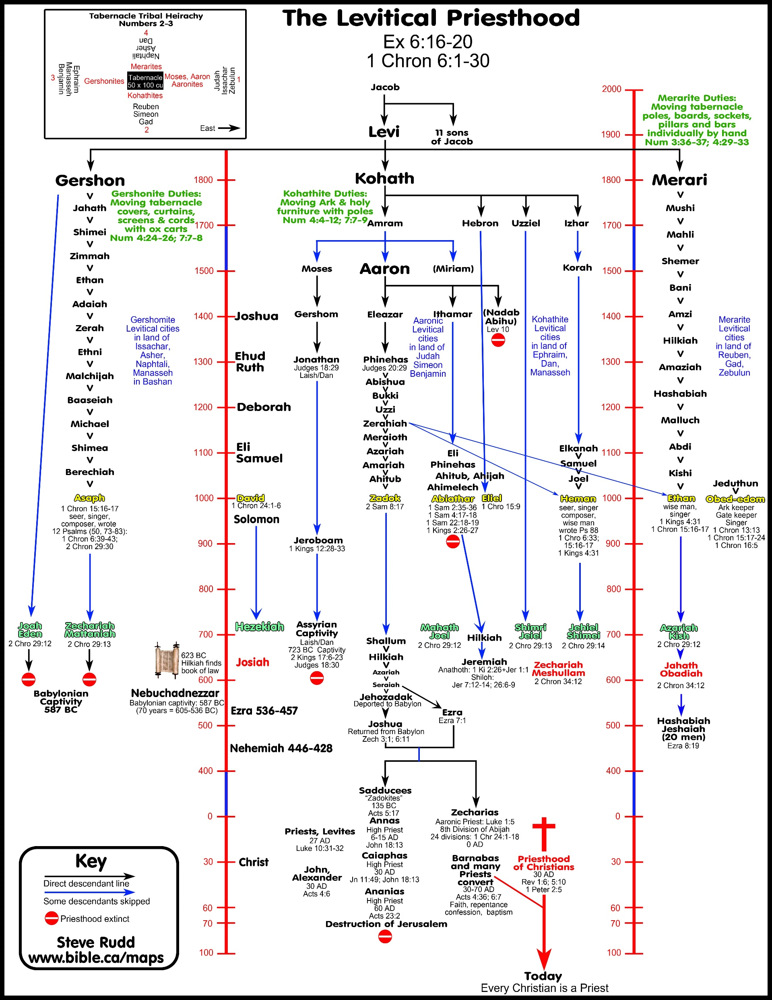 The Levitical Priesthood
Ex 6:16-20
1 Chron 6:1-30
Tabernacle Tribal Heirachy
Numbers 2-3
4
Dan
Asher
Naphtali
Merarites
3
Benjamin
Manasseh
Ephraim
Gershonites
Tabernacle
50 x 100 cu
Moses, Aaron
Aaronites
Judah
Issachar
Zebulun
1
Kohathites
Reuben
Simeon
Gad
2
East
Jacob
Levi
11 sons
of Jacob
2000
1900
Merarite Duties:
Moving tabernacle
poles, boards, sockets,
pillars and bars
individually by hand
Num 3:36-37; 4:29-33
Gershon
v
Jahath
v
Shimei
v
Zimmah
v
Ethan
v
Adaiah
v
Zerah
v
Ethni
v
Malchijah
v
Baaseiah
v
Michael
v
Shimea
v
Berechiah
v
Asaph
1 Chron 15:16-17
seer, singer,
composer, wrote
12 Psalms (50, 73-83):
1 Chron 6:39-43;
2 Chron 29:30
Gershonite Duties:
Moving tabernacle
covers, curtains,
screens & cords
with ox carts
Num 4:24-26; 7:7-8
Gershomite
Levitical cities
in land of
Issachar,
Asher,
Naphtali,
Manasseh
in Bashan
Joah
Eden
2 Chro 29:12
Zechariah
Mattaniah
2 Chro 29:13
Babylonian
Captivity
587 BC
1800
1700
1500
1400
1300
1200
1100
1000
900
800
700
600
500
400
0
30
60
70
100
Joshua
Ehud
Ruth
Deborah
Eli
Samuel
David
1 Chron 24:1-6
Solomon
Hezekiah
Josiah
623 BC
Hilkiah finds
book of law
Nebuchadnezzar
Babylonian captivity: 587 BC
(70 years = 605-536 BC)
Ezra 536-457
Nehemiah 446-428
Christ
Kohath
Kohathite Duties:
Moving Ark & holy
furniture with poles
Num 4:4-12; 7:7-9
Amram
Hebron
Uzziel
Izhar
Moses
Aaron
(Miriam)
Korah
Gershom
Eleazar
Ithamar
(Nadab
Abihu)
Lev 10
Aaronic
Levitical
cities
in land of
Judah
Simeon
Benjamin
Kohathite
Levitical
cities
in land of
Ephraim,
Dan,
Manasseh
Jonathan
Judges 18:29
Laish/Dan
Jeroboam
1 Kings 12:28-33
Assyrian
Captivity
Laish/Dan
723 BC Captivity
2 Kings 17:6-23
Judges 18:30
Phinehas
Judges 20:29
v
Abishua
v
Bukki
v
Uzzi
v
Zerahiah
v
Meraioth
v
Azariah
v
Amariah
v
Ahitub
v
Zadok
2 Sam 8:17
Eli
Phinehas
Ahitub, Ahijah
Ahimelech
Abiathar
1 Sam 2:35-36
1 Sam 4:17-18
1 Sam 22:18-19
1 Kings 2:26-27
Eliel
1 Chro 15:9
Elkanah
v
Samuel
v
Joel
v
Heman
seer, singer
composer,
wise man
wrote Ps 88
1 Chro 6:33;
15:16-17
1 Kings 4:31
Shallum
v
Hilkiah
v
Azariah
v
Seraiah
v
Jehozadak
Deported to Babylon
Joshua
Returned from Babylon
Zech 3:1; 6:11
Ezra
Ezra 7:1
Mahath
Joel
2 Chro 29:12
Hilkiah
Jeremiah
Anathoth: 1 Ki 2:26+Jer 1:1
Shiloh:
Jer 7:12-14; 26:6-9
Shimri
Jeiel
2 Chro 29:13
Jehiel
Shimei
2 Chro 29:14
Zechariah
Meshullam
2 Chron 34:12
Sadducees
“Zadokites”
135 BC
Acts 5:17
Annas
High Priest
6-15 AD
John 18:13
Caiaphas
High Priest
30 AD
Jn 11:49; John 18:13
Ananias
High Priest
60 AD
Acts 23:2
Destruction of Jerusalem
Priests, Levites
27 AD
Luke 10:31-32
John,
Alexander
30 AD
Acts 4:6
Zecharias
Aaronic Priest: Luke 1:5
8th Division of Abijah
24 divisions: 1 Chr 24:1-18
0 AD
Barnabas
and many
Priests
convert
30-70 AD
Acts 4:36; 6:7
Faith, repentance
confession, baptism
Priesthood
of Christians
30 AD
Rev 1:6; 5:10
1 Peter 2:5
Today
Every Christian is a Priest
1800
1700
1500
1400
1300
1200
1100
1000
900
800
700
600
500
400
0
30
60
70
100
Merari
v
Mushi
v
Mahli
v
Shemer
v
Bani
v
Amzi
v
Hilkiah
v
Amaziah
v
Hashabiah
v
Malluch
v
Abdi
v
Kishi
v
Ethan
wise man,
singer
1 Kings 4:31
1 Chron 15:16-17
Merarite
Levitical
cities
in land of
Reuben,
Gad,
Zebulun
Jeduthun
v
Obed-edom
Ark keeper
Gate keeper
Singer
1 Chron 13:13
1 Chron 15:17-24
1 Chron 16:5
Azariah
Kish
2 Chro 29:12
Jahath
Obadiah
2 Chron 34:12
Hashabiah
Jeshaiah
(20 men)
Ezra 8:19
Key
Direct descendant line
Some descendants skipped
Priesthood extinct
Steve Rudd
www.bible.ca/maps